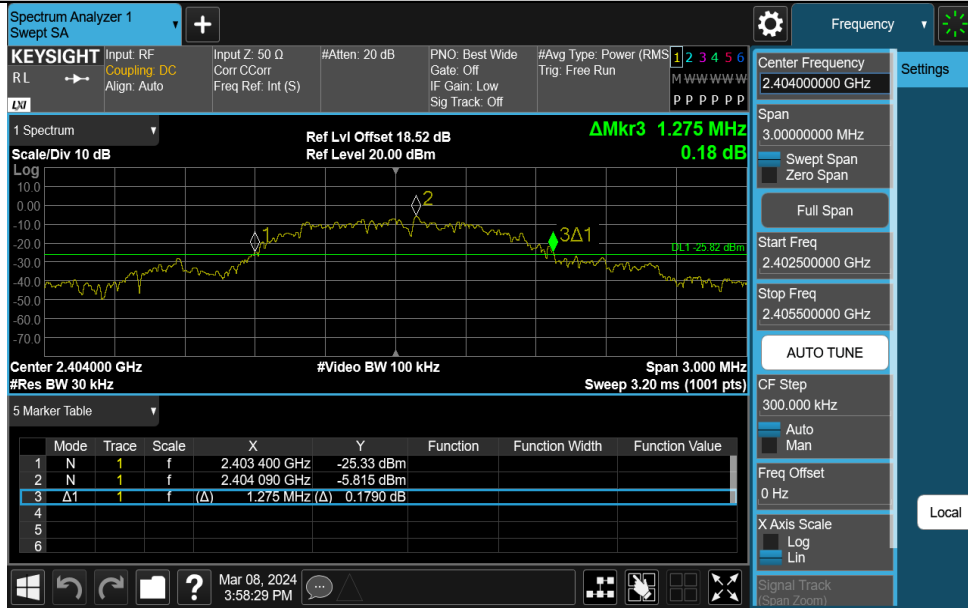 Spectrum Analyzer 1
Swept SA
+
Frequency
KEYSIGHT
RL
LXI
Input: RF
Coupling: DC
Align: Auto
Input Z: 50 Ω
Corr CCorr
Freq Ref: Int (S)
#Atten: 20 dB
PNO: Best Wide
Gate: Off
IF Gain: Low
Sig Track: Off
#Avg Type: Power (RMS
Trig: Free Run
1 2 3 4 5 6
M W W W W W
P P P P P P
1 Spectrum
Scale/Div 10 dB
Ref Lvl Offset 18.52 dB
Ref Level 20.00 dBm
ΔMkr3 1.275 MHz
0.18 dB
Log
10.0
0.00
-10.0
-20.0
-30.0
-40.0
-50.0
-60.0
-70.0
1
2
3Δ1
DL1 -25.82 dBm
Center 2.404000 GHz
#Video BW 100 kHz
Span 3.000 MHz
#Res BW 30 kHz
Sweep 3.20 ms (1001 pts)
5 Marker Table
Mode Trace Scale X Y Function Function Width Function Value
1 N 1 f 2.403 400 GHz -25.33 dBm
2 N 1 f 2.404 090 GHz -5.815 dBm
3 Δ1 1 f (Δ) 1.275 MHz (Δ) 0.1790 dB
4
5
6
Mar 08, 2024
3:58:29 PM
?
Center Frequency
2.404000000 GHz
Settings
Span
3.00000000 MHz
Swept Span
Zero Span
Full Span
Start Freq
2.402500000 GHz
Stop Freq
2.405500000 GHz
AUTO TUNE
CF Step
300.000 kHz
Auto
Man
Freq Offset
0 Hz
Local
X Axis Scale
Log
Lin
Signal Track
(Span Zoom)